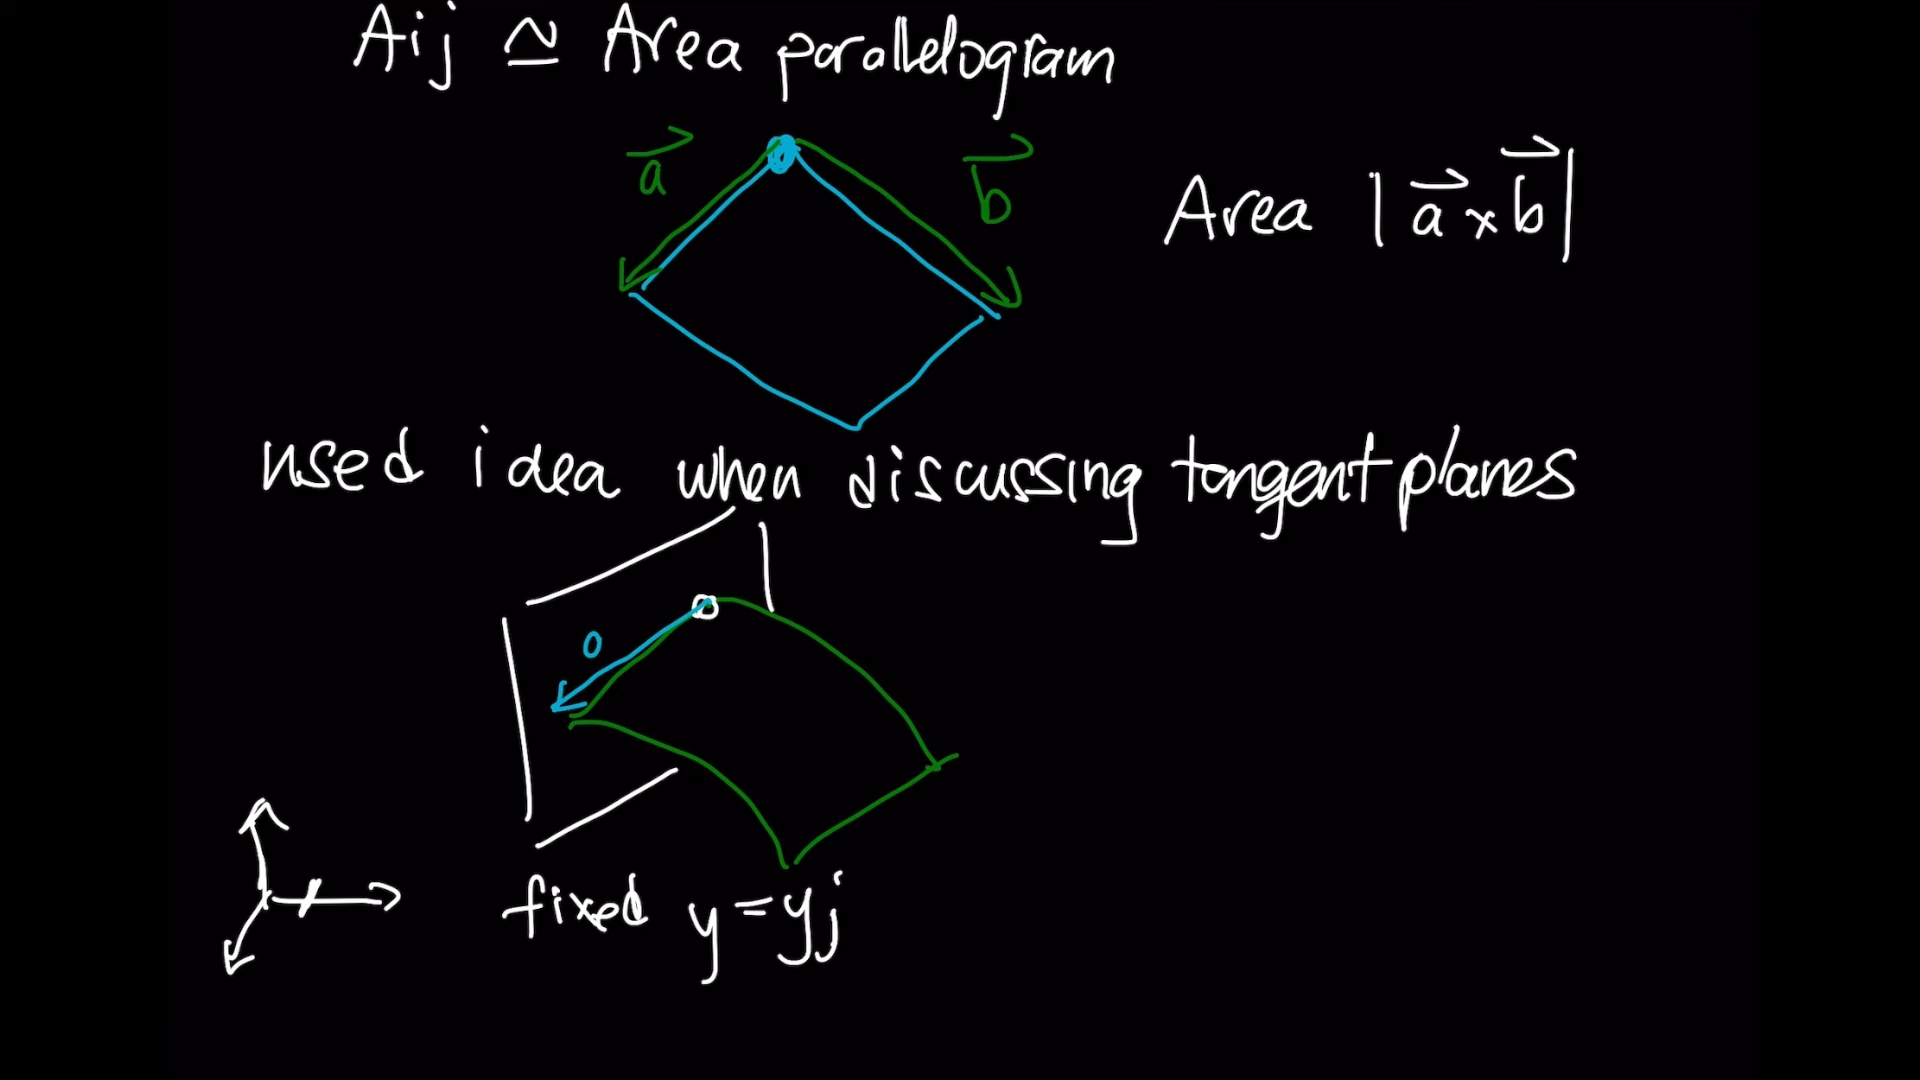 Aij ≃ Area parallelogram
→a →b
Area |→a × →b|
used idea when discussing tangent planes
fixed y = yj